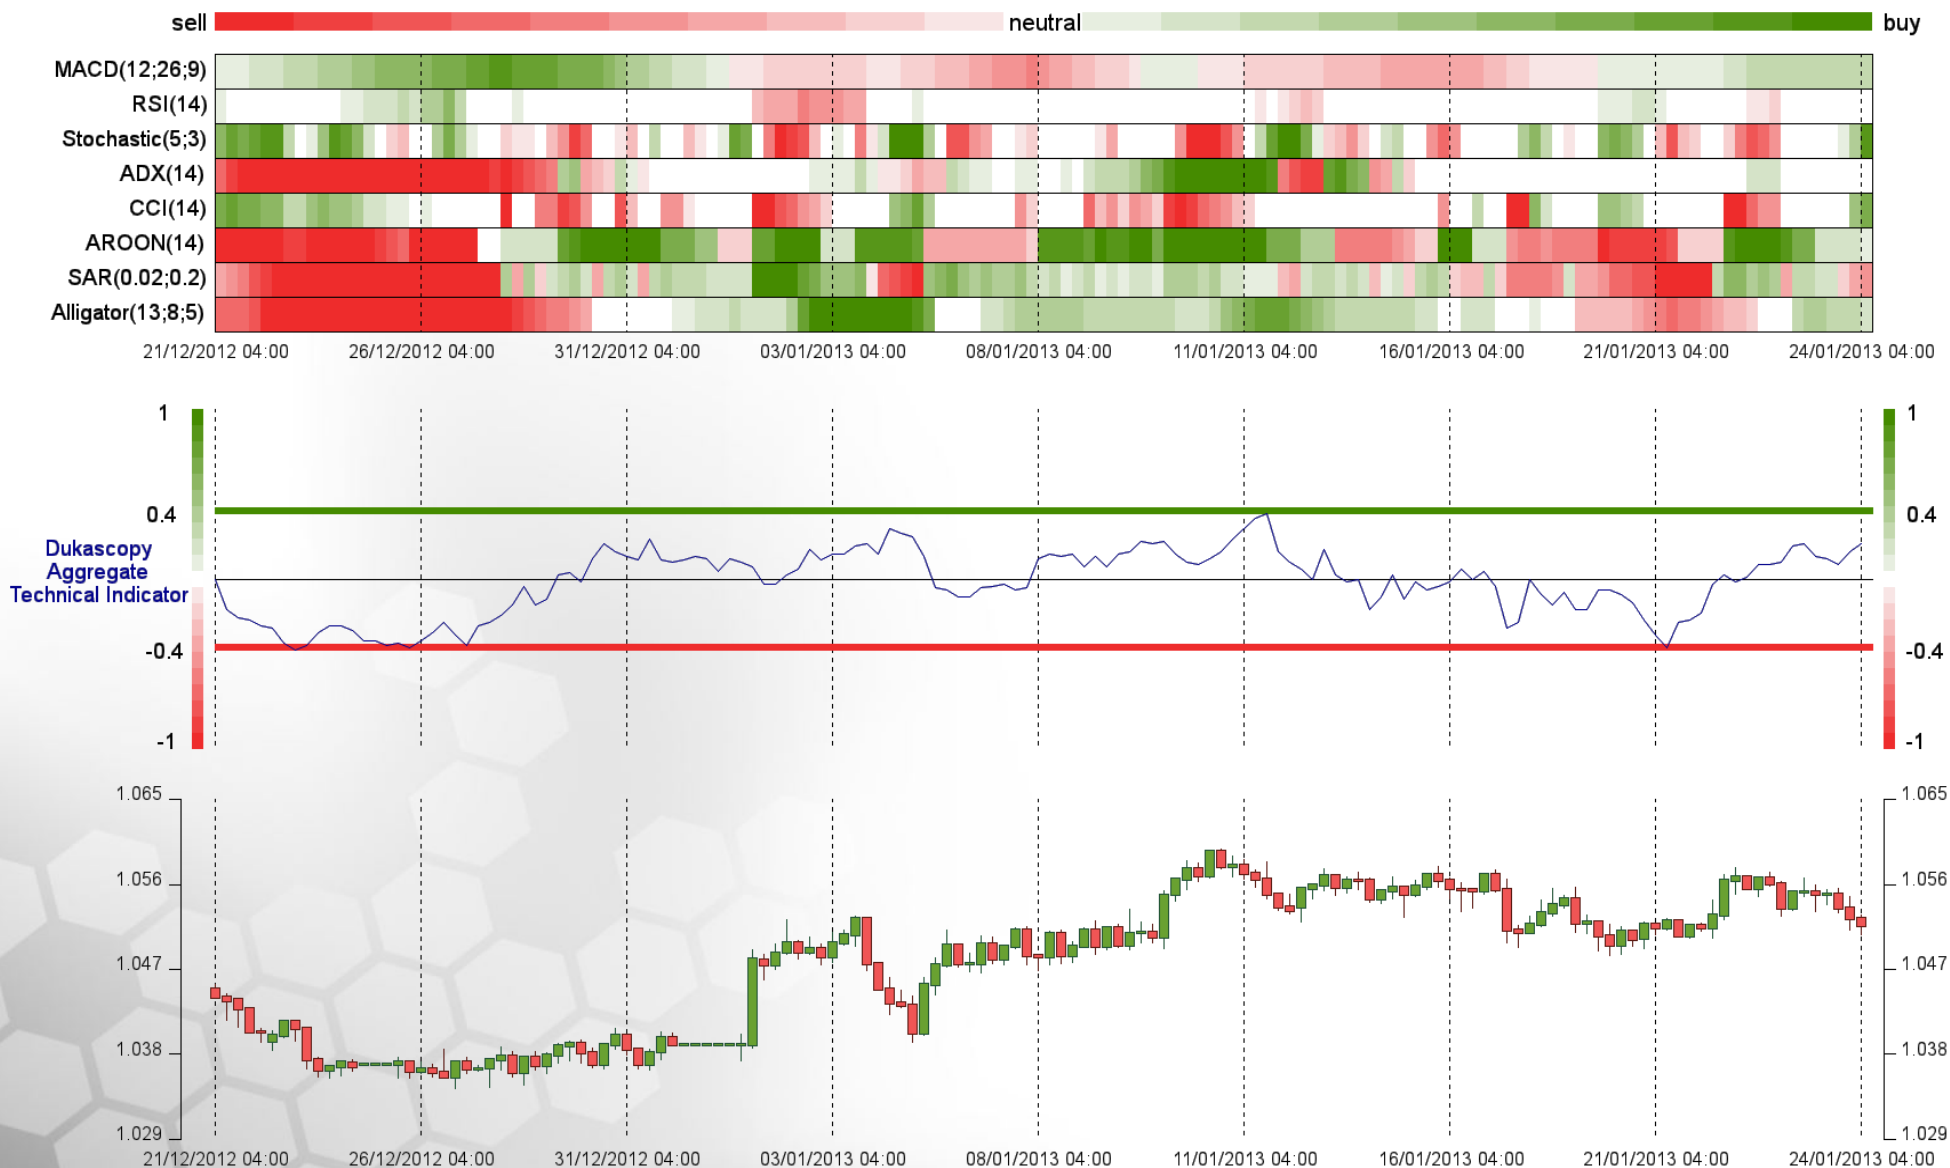 sell neutral buy
MACD(12;26;9)
RSI(14)
Stochastic(5;3)
ADX(14)
CCI(14)
AROON(14)
SAR(0.02;0.2)
Alligator(13;8;5)
21/12/2012 04:00 26/12/2012 04:00 31/12/2012 04:00 03/01/2013 04:00 08/01/2013 04:00 11/01/2013 04:00 16/01/2013 04:00 21/01/2013 04:00 24/01/2013 04:00
1 1
0.4 0.4
Dukascopy
Aggregate
Technical Indicator
-0.4 -0.4
-1 -1
1.065 1.065
1.056 1.056
1.047 1.047
1.038 1.038
1.029 1.029
21/12/2012 04:00 26/12/2012 04:00 31/12/2012 04:00 03/01/2013 04:00 08/01/2013 04:00 11/01/2013 04:00 16/01/2013 04:00 21/01/2013 04:00 24/01/2013 04:00